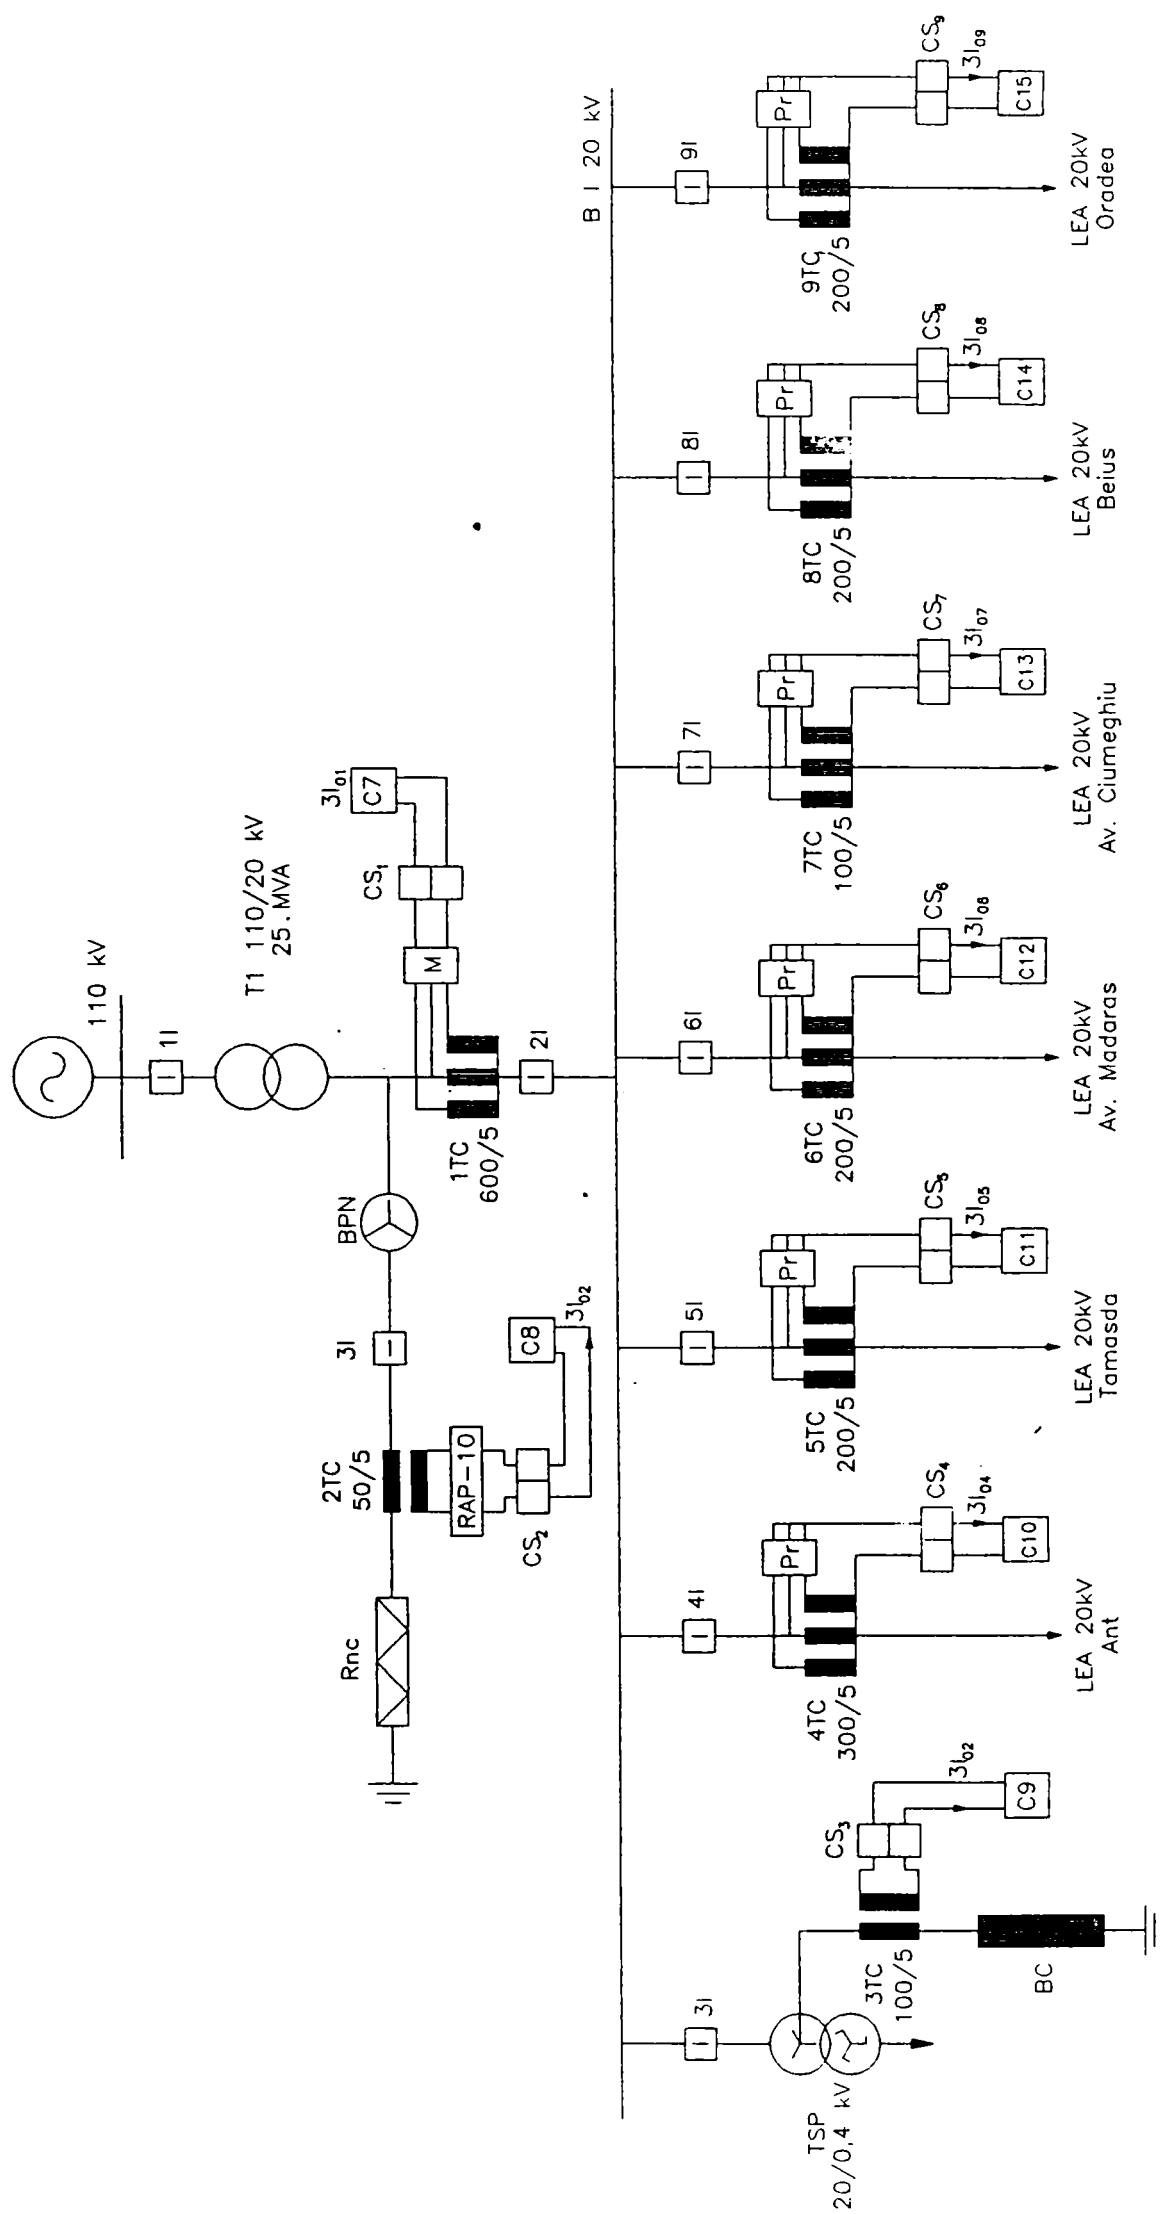 110 kV
1I
T1 110/20 kV
25.MVA
BPN
3I
2TC
50/5
Rnc
RAP-10
CS2
C8
3I02
1TC
600/5
M
CS1
C7
3I01
2I
B I 20 kV
3I
TSP
20/0,4 kV
3TC
100/5
CS3
3I02
C9
BC
4I
4TC
300/5
Pr
CS4
3I04
C10
LEA 20kV
Ant
5I
5TC
200/5
Pr
CS5
3I05
C11
LEA 20kV
Tamasda
6I
6TC
200/5
Pr
CS6
3I06
C12
LEA 20kV
Av. Madaras
7I
7TC
100/5
Pr
CS7
3I07
C13
LEA 20kV
Av. Ciumeghiu
8I
8TC
200/5
Pr
CS8
3I08
C14
LEA 20kV
Beius
9I
9TC
200/5
Pr
CS9
3I09
C15
LEA 20kV
Oradea